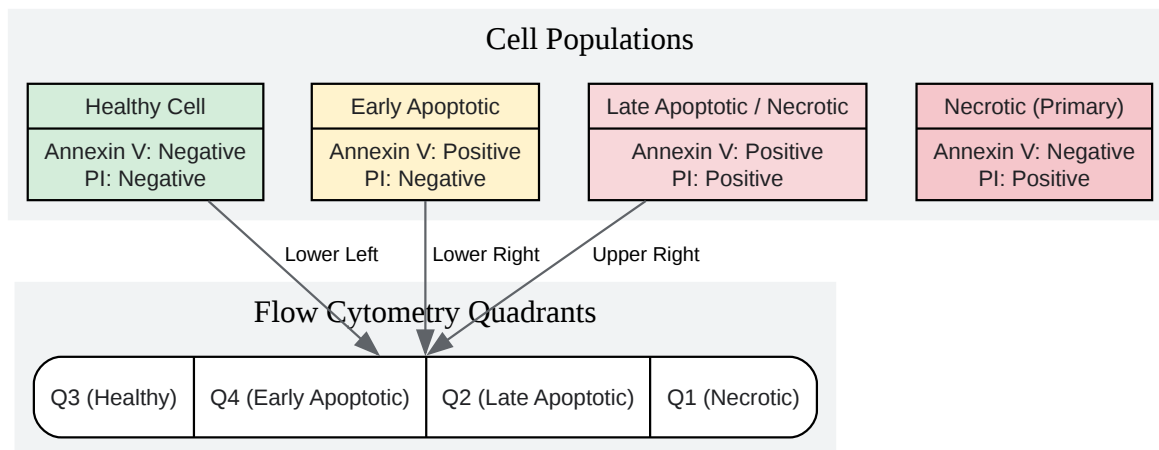 Cell Populations
Healthy Cell
Annexin V: Negative
PI: Negative
Early Apoptotic
Annexin V: Positive
PI: Negative
Late Apoptotic / Necrotic
Annexin V: Positive
PI: Positive
Necrotic (Primary)
Annexin V: Negative
PI: Positive
Lower Left
Lower Right
Upper Right
Flow Cytometry Quadrants
Q3 (Healthy)
Q4 (Early Apoptotic)
Q2 (Late Apoptotic)
Q1 (Necrotic)